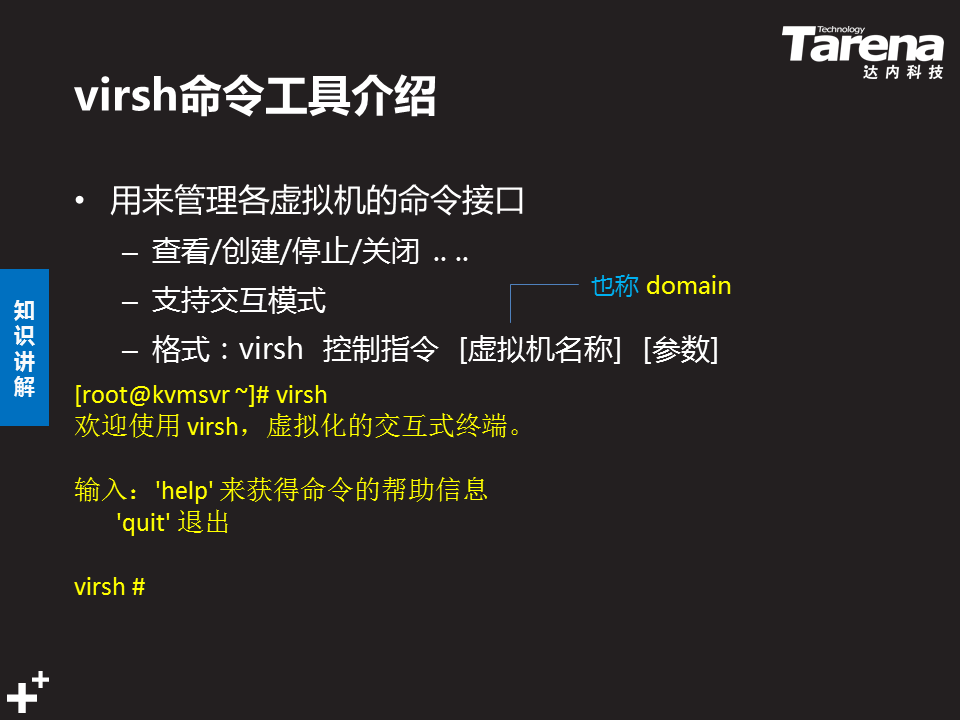 Technology
Tarena
达内科技
virsh命令工具介绍
• 用来管理各虚拟机的命令接口
– 查看/创建/停止/关闭 .. ..
– 支持交互模式
也称 domain
– 格式：virsh 控制指令 [虚拟机名称] [参数]
知识讲解
[root@kvmsvr ~]# virsh
欢迎使用 virsh，虚拟化的交互式终端。
输入：'help' 来获得命令的帮助信息
'quit' 退出
virsh #